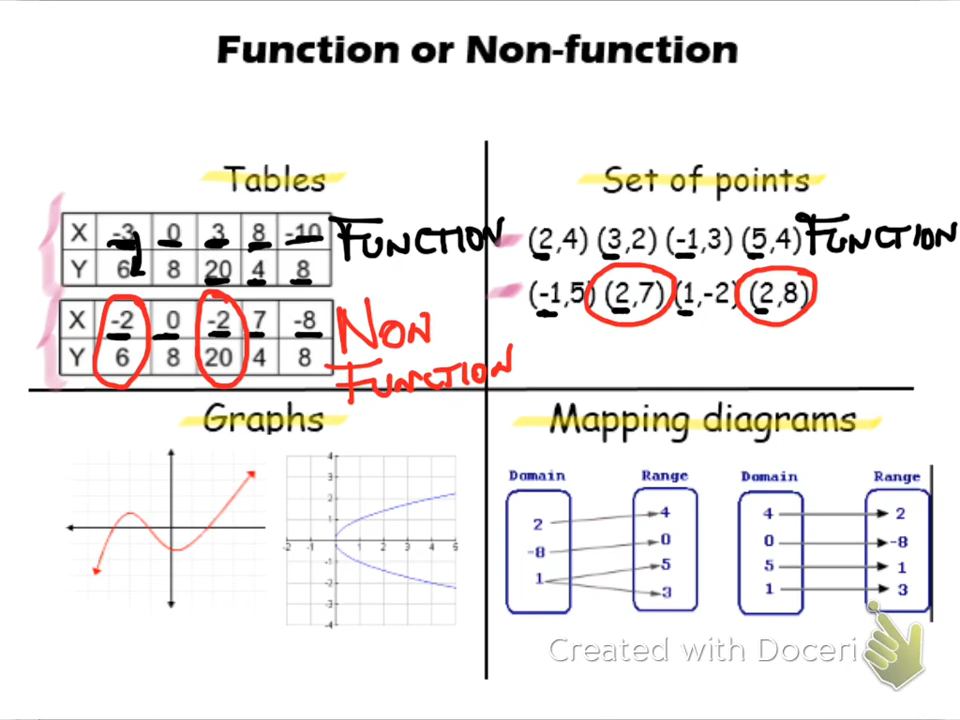 Function or Non-function
Tables
X -3 0 3 8 -10
Y 6 8 20 4 8
FUNCTION
X -2 0 -2 7 -8
Y 6 8 20 4 8
NON
FUNCTION
Set of points
(2,4) (3,2) (-1,3) (5,4) FUNCTION
(-1,5) (2,7) (1,-2) (2,8)
Graphs
4
3
2
1
-2 -1 1 2 3 4 5
-1
-2
-3
-4
Mapping diagrams
Domain Range
2 4
-8 0
1 5
3
Domain Range
4 2
0 -8
5 1
1 3
Created with Doceri